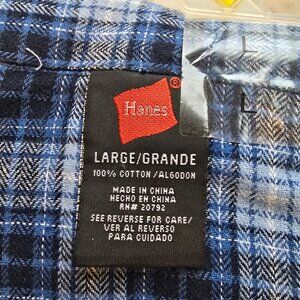 L
Hanes®
LARGE/GRANDE
100% COTTON/ALGODON
MADE IN CHINA
HECHO EN CHINA
RN# 20792
SEE REVERSE FOR CARE/
VER AL REVERSO
PARA CUIDADO
L